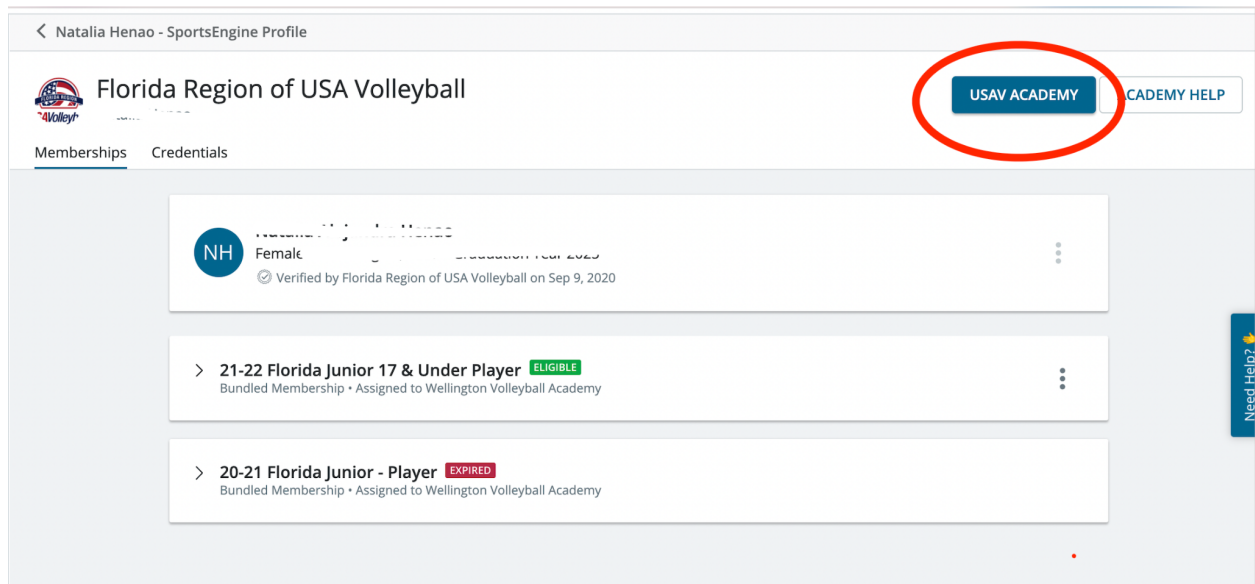 Natalia Henao - SportsEngine Profile
Florida Region of USA Volleyball
USAV ACADEMY
ACADEMY HELP
Memberships Credentials
NH
Female
Verified by Florida Region of USA Volleyball on Sep 9, 2020
21-22 Florida Junior 17 & Under Player ELIGIBLE
Bundled Membership • Assigned to Wellington Volleyball Academy
20-21 Florida Junior - Player EXPIRED
Bundled Membership • Assigned to Wellington Volleyball Academy
Need Help?